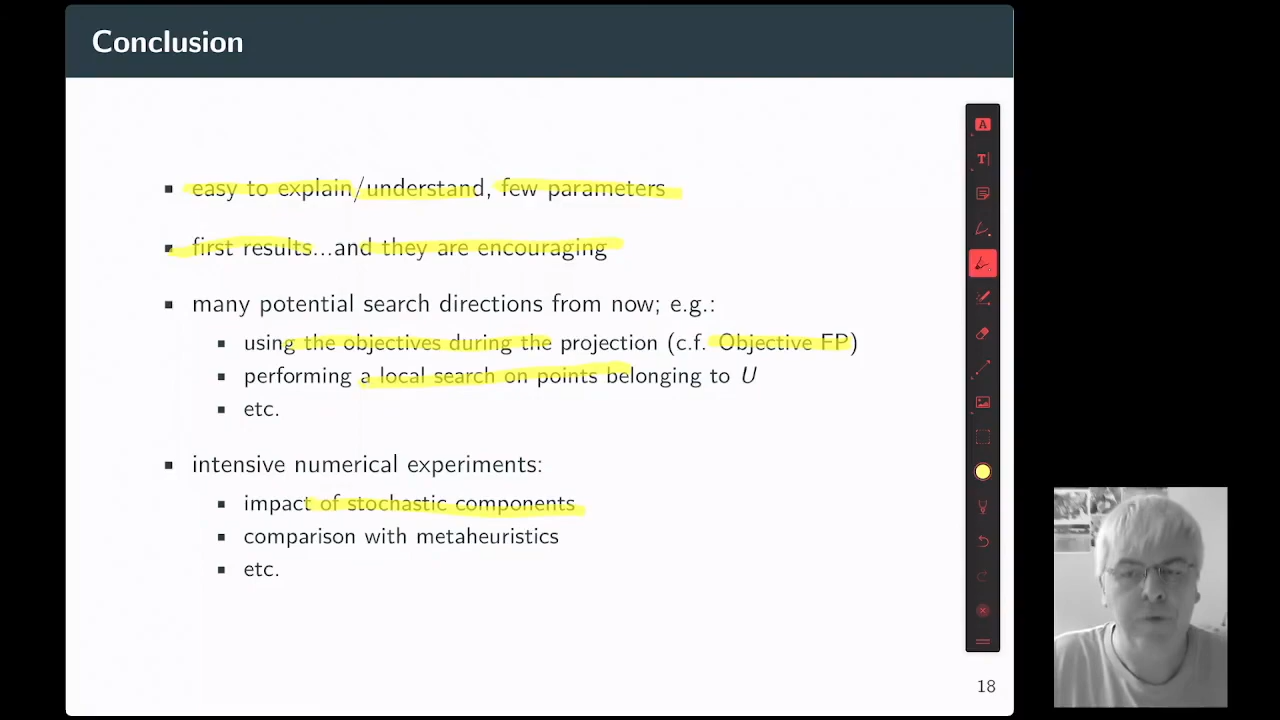 Conclusion
easy to explain/understand, few parameters
first results...and they are encouraging
many potential search directions from now; e.g.:
using the objectives during the projection (c.f. Objective FP)
performing a local search on points belonging to U
etc.
intensive numerical experiments:
impact of stochastic components
comparison with metaheuristics
etc.
18
A
T